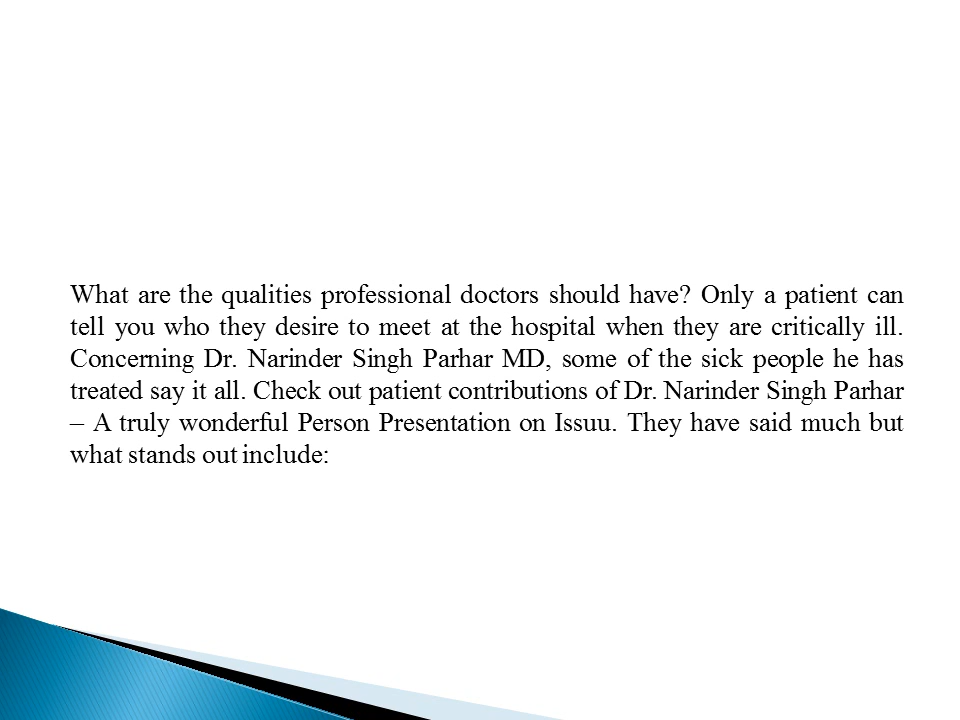 What are the qualities professional doctors should have? Only a patient can
tell you who they desire to meet at the hospital when they are critically ill.
Concerning Dr. Narinder Singh Parhar MD, some of the sick people he has
treated say it all. Check out patient contributions of Dr. Narinder Singh Parhar
– A truly wonderful Person Presentation on Issuu. They have said much but
what stands out include: